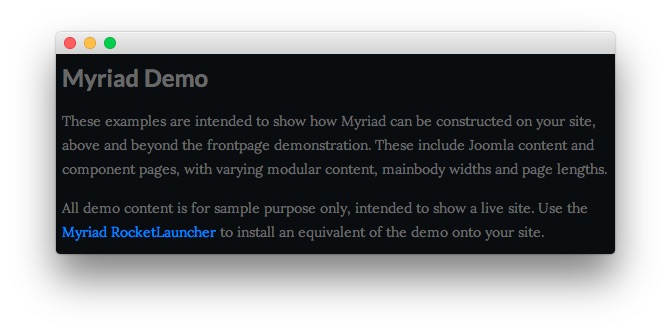 Myriad Demo
These examples are intended to show how Myriad can be constructed on your site,
above and beyond the frontpage demonstration. These include Joomla content and
component pages, with varying modular content, mainbody widths and page lengths.
All demo content is for sample purpose only, intended to show a live site. Use the
Myriad RocketLauncher to install an equivalent of the demo onto your site.